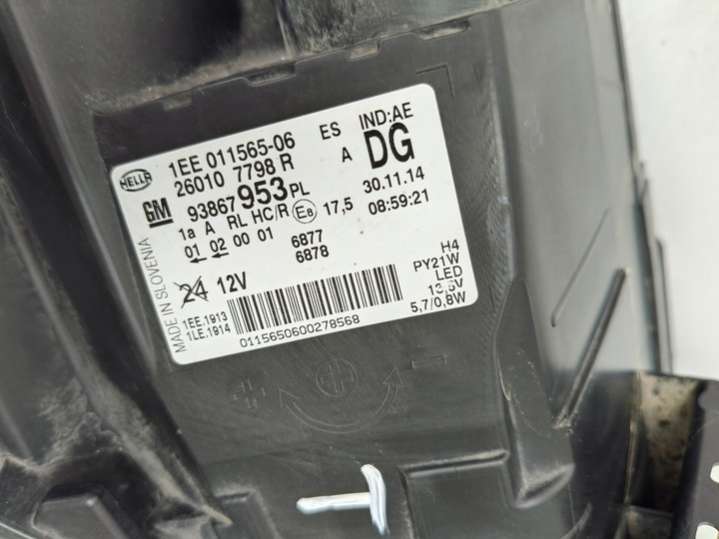 HELLA
1EE 011565-06 ES IND:AE
26010 7798 R A DG
GM 93867 953 PL 30.11.14
1a A RL HC/R E8 17,5 08:59:21
01 02 00 01 6877
6878
24 12V
H4
PY21W
LED
13,5V
5,7/0,8W
1EE.1913
1LE.1914
0115650600278568
MADE IN SLOVENIA